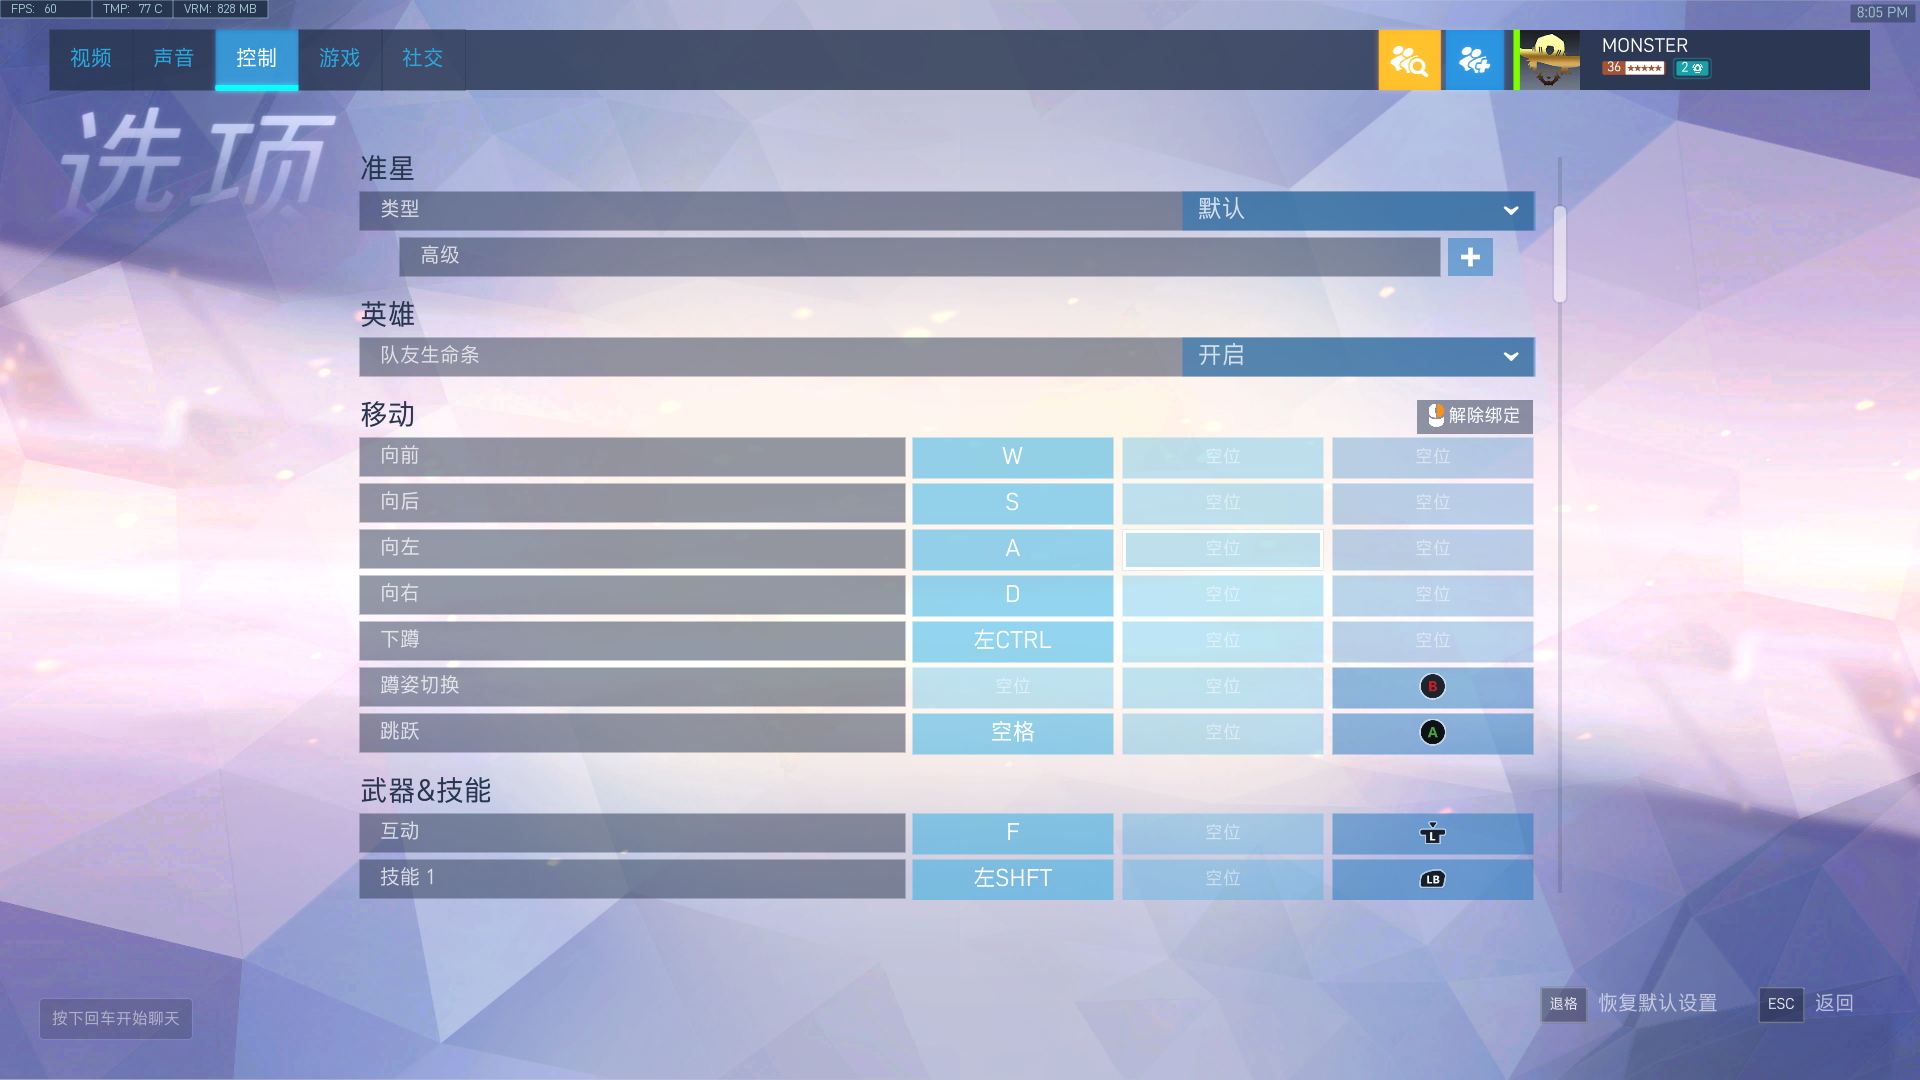 FPS: 60 TMP: 77 C VRM: 828 MB
8:05 PM
视频 声音 控制 游戏 社交
MONSTER
36 ★★★★★ 2
选项
准星
类型 默认
高级
英雄
队友生命条 开启
移动 解除绑定
向前 W 空位 空位
向后 S 空位 空位
向左 A 空位 空位
向右 D 空位 空位
下蹲 左CTRL 空位 空位
蹲姿切换 空位 空位 B
跳跃 空格 空位 A
武器&技能
互动 F 空位 L
技能 1 左SHFT 空位 LB
按下回车开始聊天
退格 恢复默认设置 ESC 返回